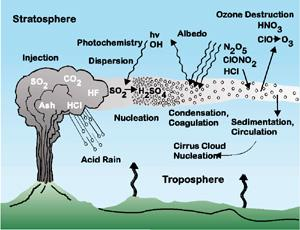 Stratosphere
hν
OH
Albedo
Ozone Destruction
HNO3
ClO→O3
Photochemistry
N2O5
ClONO2
HCl
Injection
Dispersion
SO2
CO2
HF
SO2→H2SO4
Ash
HCl
Nucleation
Condensation,
Coagulation
Sedimentation,
Circulation
Acid Rain
Cirrus Cloud
Nucleation
Troposphere